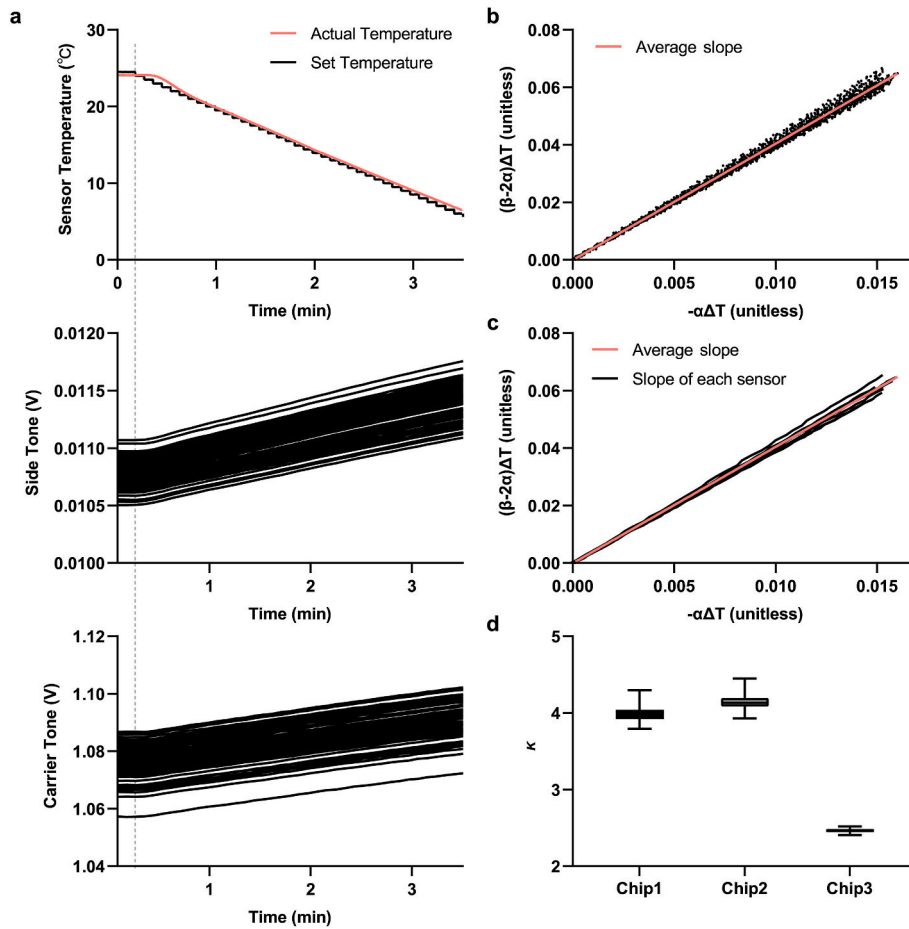 a
30
20
10
0
Sensor Temperature (°C)
Actual Temperature
Set Temperature
0
1
2
3
Time (min)
b
0.08
0.06
0.04
0.02
0.00
(β-2α)ΔT (unitless)
Average slope
0.000
0.005
0.010
0.015
-αΔT (unitless)
0.0120
0.0115
0.0110
0.0105
0.0100
Side Tone (V)
1
2
3
Time (min)
c
0.08
0.06
0.04
0.02
0.00
(β-2α)ΔT (unitless)
Average slope
Slope of each sensor
0.000
0.005
0.010
0.015
-αΔT (unitless)
1.12
1.10
1.08
1.06
1.04
Carrier Tone (V)
1
2
3
Time (min)
d
5
4
3
2
κ
Chip1
Chip2
Chip3